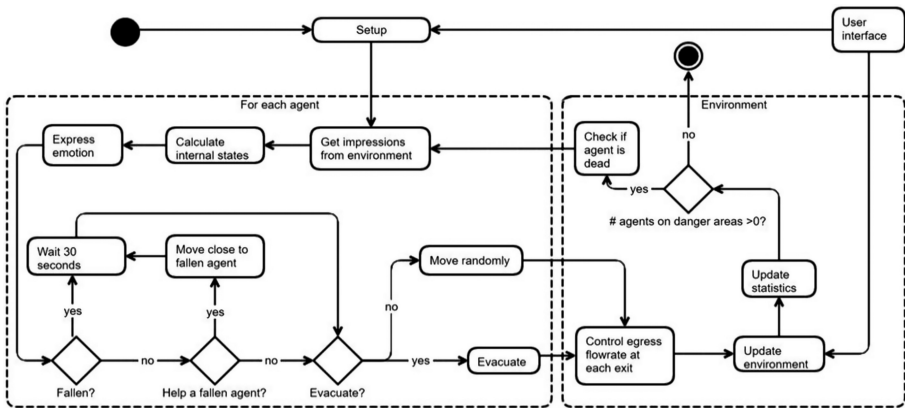 Setup
User
interface
For each agent
Environment
Express
emotion
Calculate
internal states
Get impressions
from environment
Check if
agent is
dead
no
yes
# agents on danger areas >0?
Wait 30
seconds
Move close to
fallen agent
Move randomly
Update
statistics
yes
yes
no
Fallen?
no
Help a fallen agent?
no
Evacuate?
yes
Evacuate
Control egress
flowrate at
each exit
Update
environment